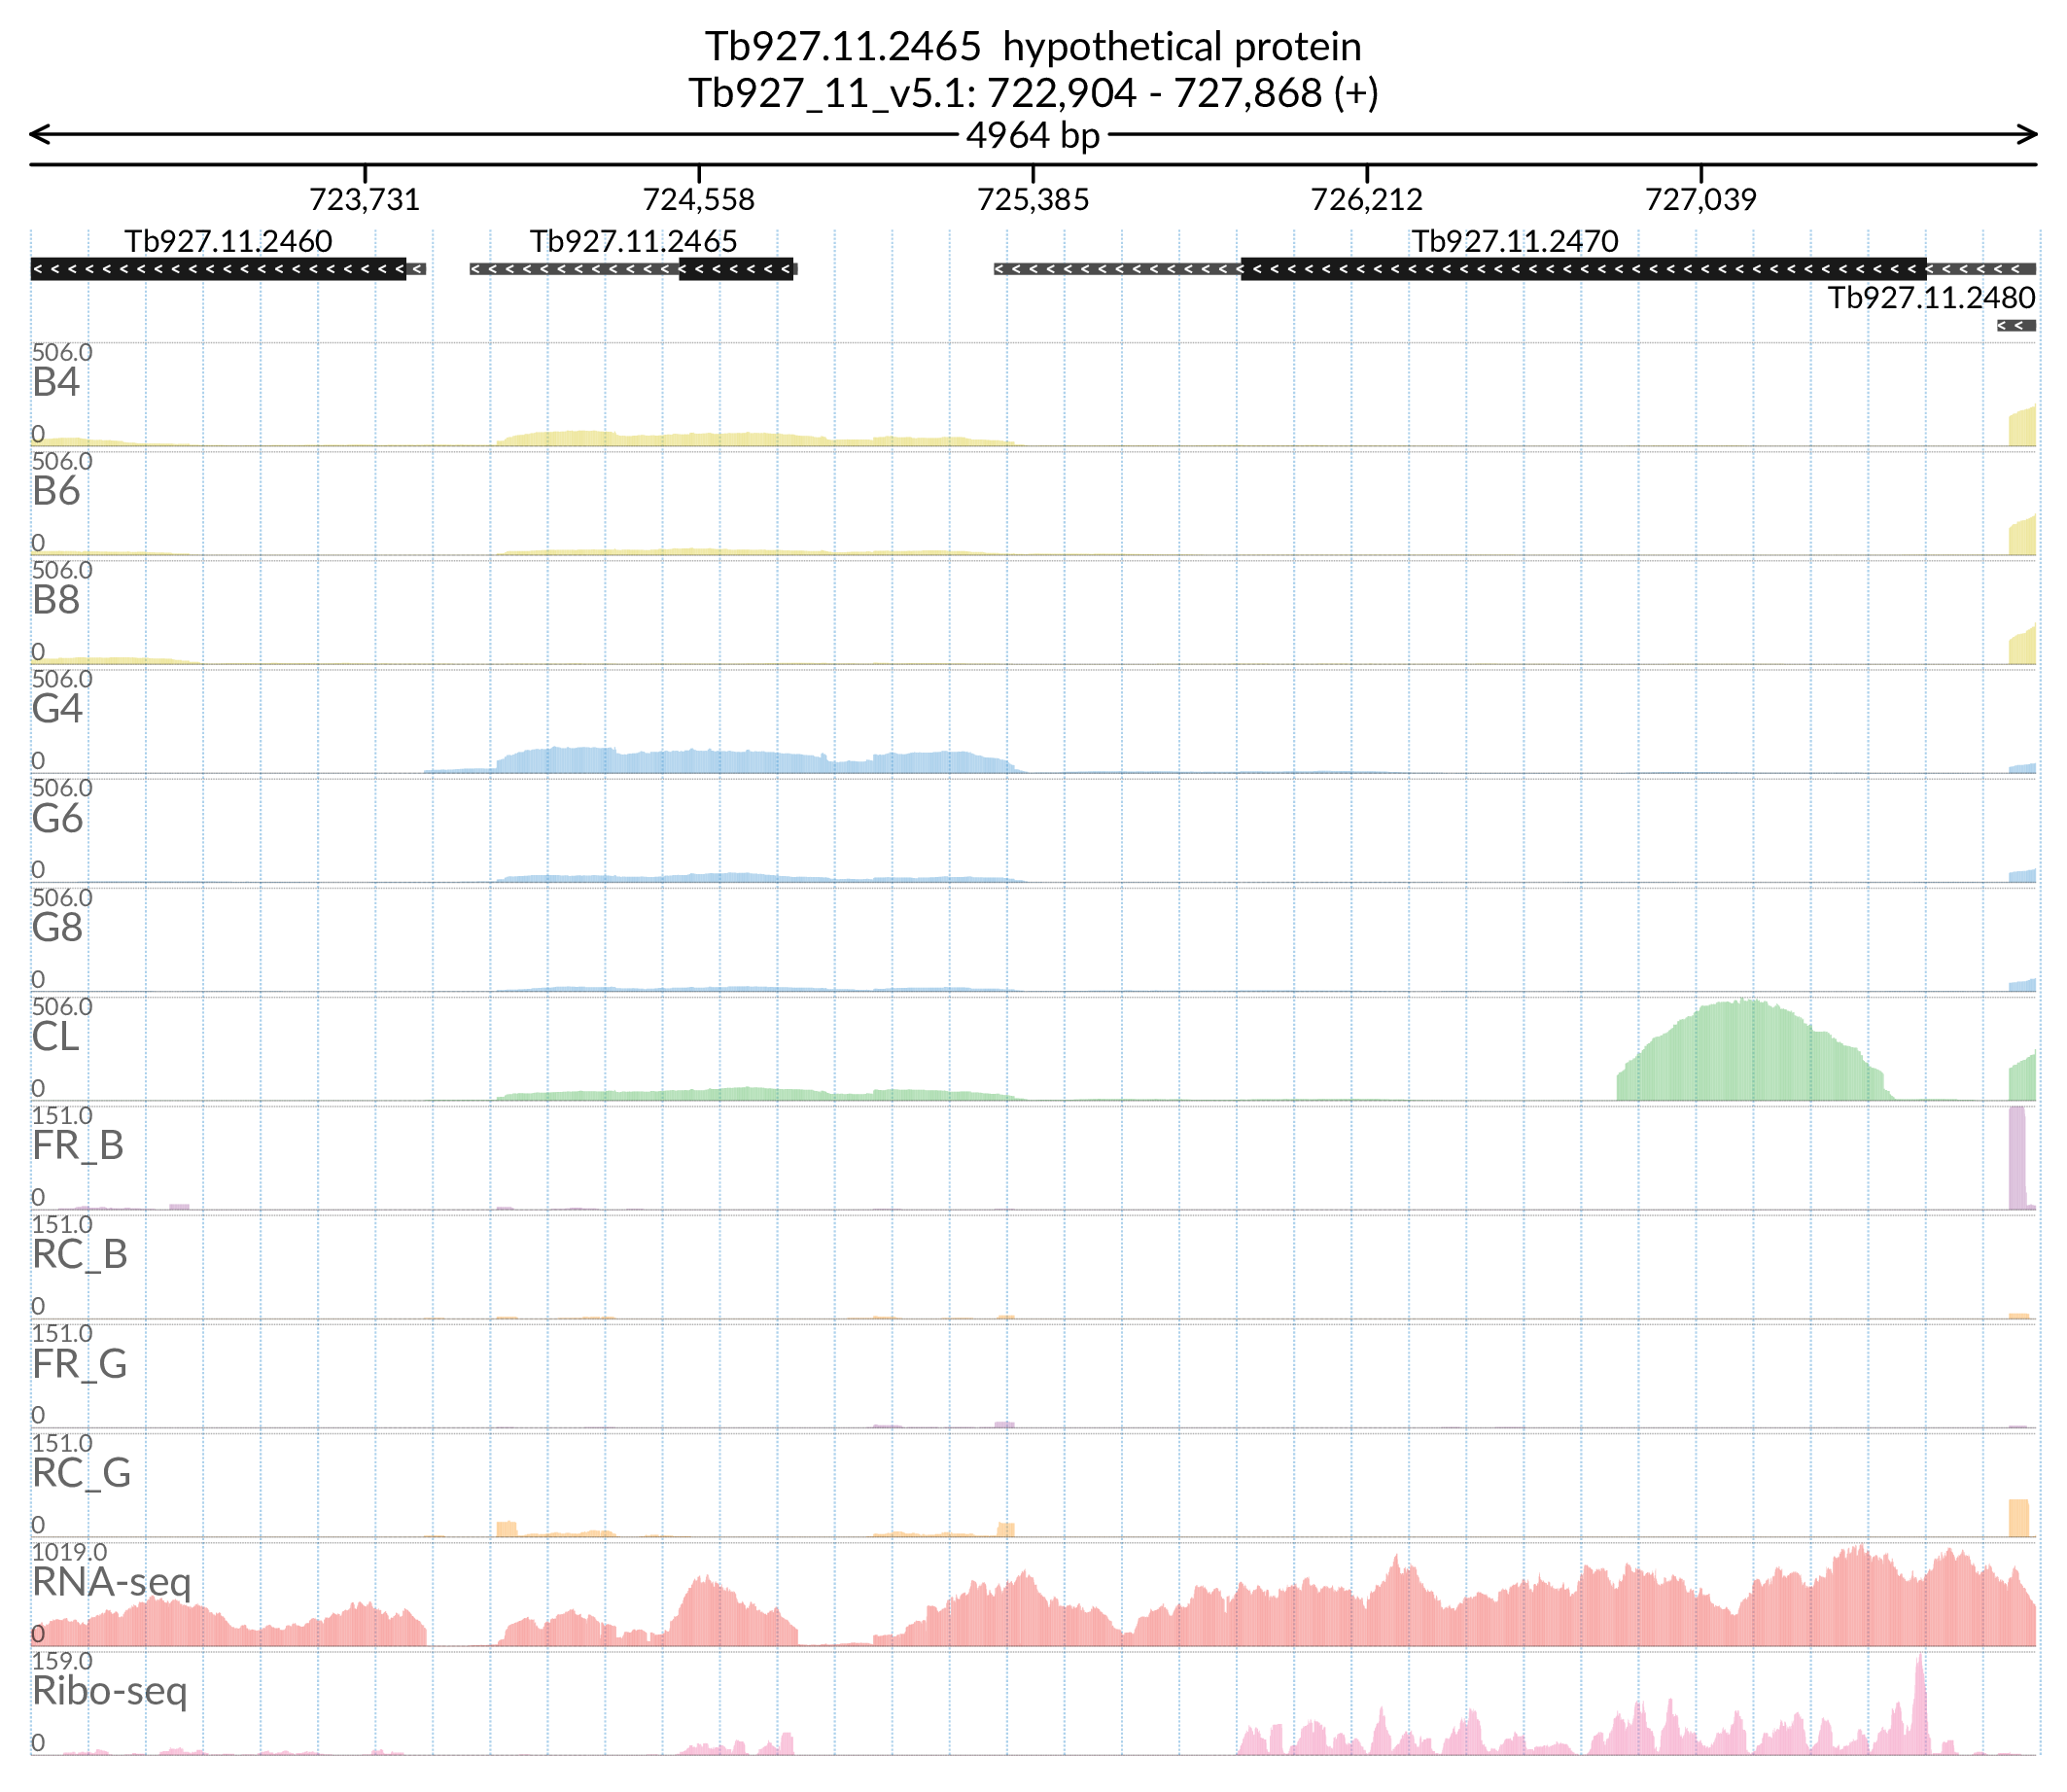 Tb927.11.2465  hypothetical protein
Tb927_11_v5.1: 722,904 - 727,868 (+)
4964 bp
723,731 724,558 725,385 726,212 727,039
Tb927.11.2460 Tb927.11.2465 Tb927.11.2470
Tb927.11.2480
506.0
B4
0
506.0
B6
0
506.0
B8
0
506.0
G4
0
506.0
G6
0
506.0
G8
0
506.0
CL
0
151.0
FR_B
0
151.0
RC_B
0
151.0
FR_G
0
151.0
RC_G
0
1019.0
RNA-seq
0
159.0
Ribo-seq
0